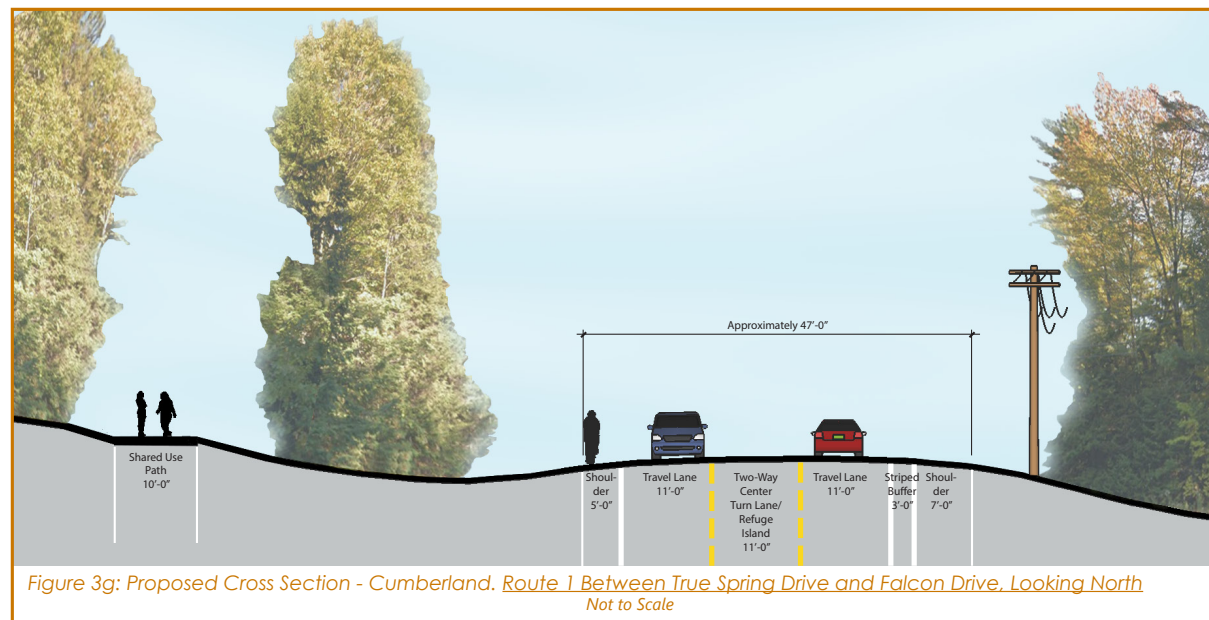 Approximately 47'-0"
Shared Use
Path
10'-0"
Shoul-
der
5'-0"
Travel Lane
11'-0"
Two-Way
Center
Turn Lane/
Refuge
Island
11'-0"
Travel Lane
11'-0"
Striped
Buffer
3'-0"
Shoul-
der
7'-0"
Figure 3g: Proposed Cross Section - Cumberland. Route 1 Between True Spring Drive and Falcon Drive, Looking North
Not to Scale